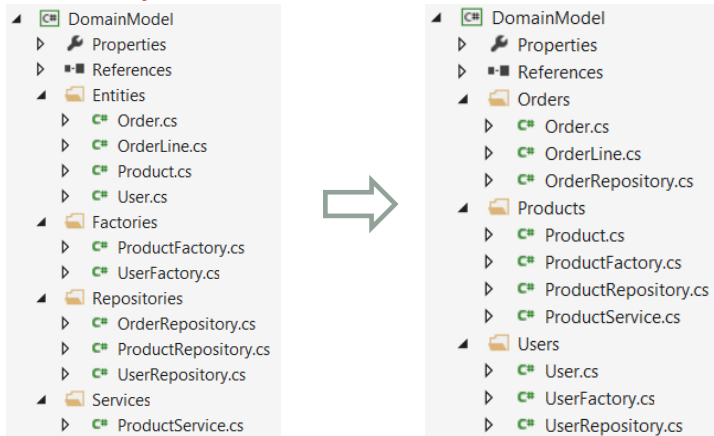 C# DomainModel
Properties
References
Entities
C# Order.cs
C# OrderLine.cs
C# Product.cs
C# User.cs
Factories
C# ProductFactory.cs
C# UserFactory.cs
Repositories
C# OrderRepository.cs
C# ProductRepository.cs
C# UserRepository.cs
Services
C# ProductService.cs
C# DomainModel
Properties
References
Orders
C# Order.cs
C# OrderLine.cs
C# OrderRepository.cs
Products
C# Product.cs
C# ProductFactory.cs
C# ProductRepository.cs
C# ProductService.cs
Users
C# User.cs
C# UserFactory.cs
C# UserRepository.cs